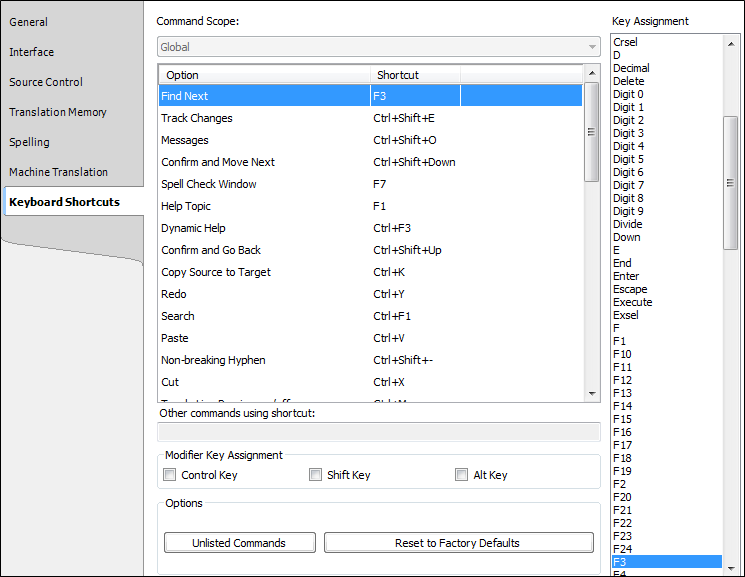 General
Interface
Source Control
Translation Memory
Spelling
Machine Translation
Keyboard Shortcuts
Command Scope:
Global
Option Shortcut
Find Next F3
Track Changes Ctrl+Shift+E
Messages Ctrl+Shift+O
Confirm and Move Next Ctrl+Shift+Down
Spell Check Window F7
Help Topic F1
Dynamic Help Ctrl+F3
Confirm and Go Back Ctrl+Shift+Up
Copy Source to Target Ctrl+K
Redo Ctrl+Y
Search Ctrl+F1
Paste Ctrl+V
Non-breaking Hyphen Ctrl+Shift+-
Cut Ctrl+X
Other commands using shortcut:
Modifier Key Assignment
Control Key Shift Key Alt Key
Options
Unlisted Commands Reset to Factory Defaults
Key Assignment
Crsel
D
Decimal
Delete
Digit 0
Digit 1
Digit 2
Digit 3
Digit 4
Digit 5
Digit 6
Digit 7
Digit 8
Digit 9
Divide
Down
E
End
Enter
Escape
Execute
Exsel
F
F1
F10
F11
F12
F13
F14
F15
F16
F17
F18
F19
F2
F20
F21
F22
F23
F24
F3
F4